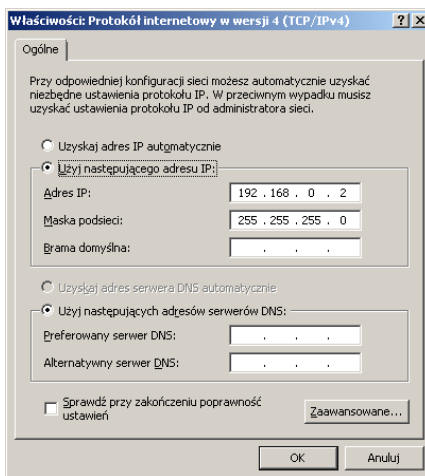 Właściwości: Protokół internetowy w wersji 4 (TCP/IPv4)
Ogólne
Przy odpowiedniej konfiguracji sieci możesz automatycznie uzyskać
niezbędne ustawienia protokołu IP. W przeciwnym wypadku musisz
uzyskać ustawienia protokołu IP od administratora sieci.
Uzyskaj adres IP automatycznie
Użyj następującego adresu IP:
Adres IP: 192 . 168 . 0 . 2
Maska podsieci: 255 . 255 . 255 . 0
Brama domyślna: . . .
Uzyskaj adres serwera DNS automatycznie
Użyj następujących adresów serwerów DNS:
Preferowany serwer DNS: . . .
Alternatywny serwer DNS: . . .
Sprawdź przy zakończeniu poprawność
ustawień
Zaawansowane...
OK Anuluj